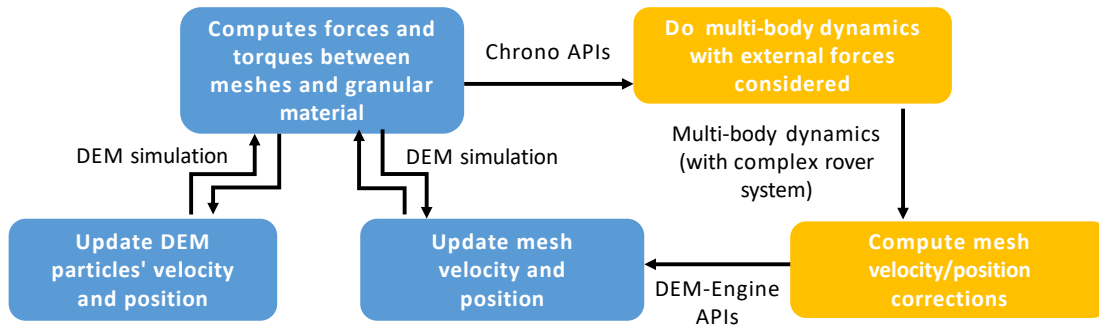 Computes forces and
torques between
meshes and granular
material
Chrono APIs
Do multi-body dynamics
with external forces
considered
DEM simulation
DEM simulation
Multi-body dynamics
(with complex rover
system)
Update DEM
particles' velocity
and position
Update mesh
velocity and
position
DEM-Engine
APIs
Compute mesh
velocity/position
corrections